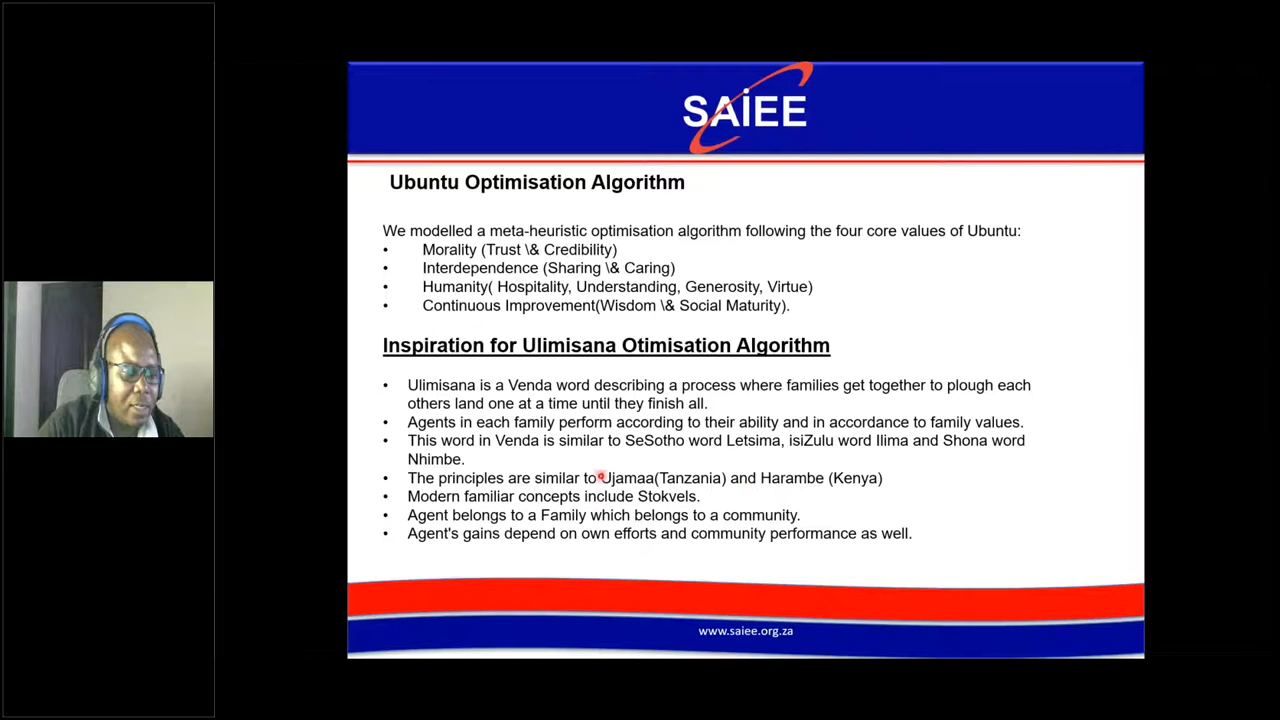 SAiEE
Ubuntu Optimisation Algorithm
We modelled a meta-heuristic optimisation algorithm following the four core values of Ubuntu:
• Morality (Trust \& Credibility)
• Interdependence (Sharing \& Caring)
• Humanity( Hospitality, Understanding, Generosity, Virtue)
• Continuous Improvement(Wisdom \& Social Maturity).
Inspiration for Ulimisana Otimisation Algorithm
• Ulimisana is a Venda word describing a process where families get together to plough each
others land one at a time until they finish all.
• Agents in each family perform according to their ability and in accordance to family values.
• This word in Venda is similar to SeSotho word Letsima, isiZulu word Ilima and Shona word
Nhimbe.
• The principles are similar to Ujamaa(Tanzania) and Harambe (Kenya)
• Modern familiar concepts include Stokvels.
• Agent belongs to a Family which belongs to a community.
• Agent's gains depend on own efforts and community performance as well.
www.saiee.org.za